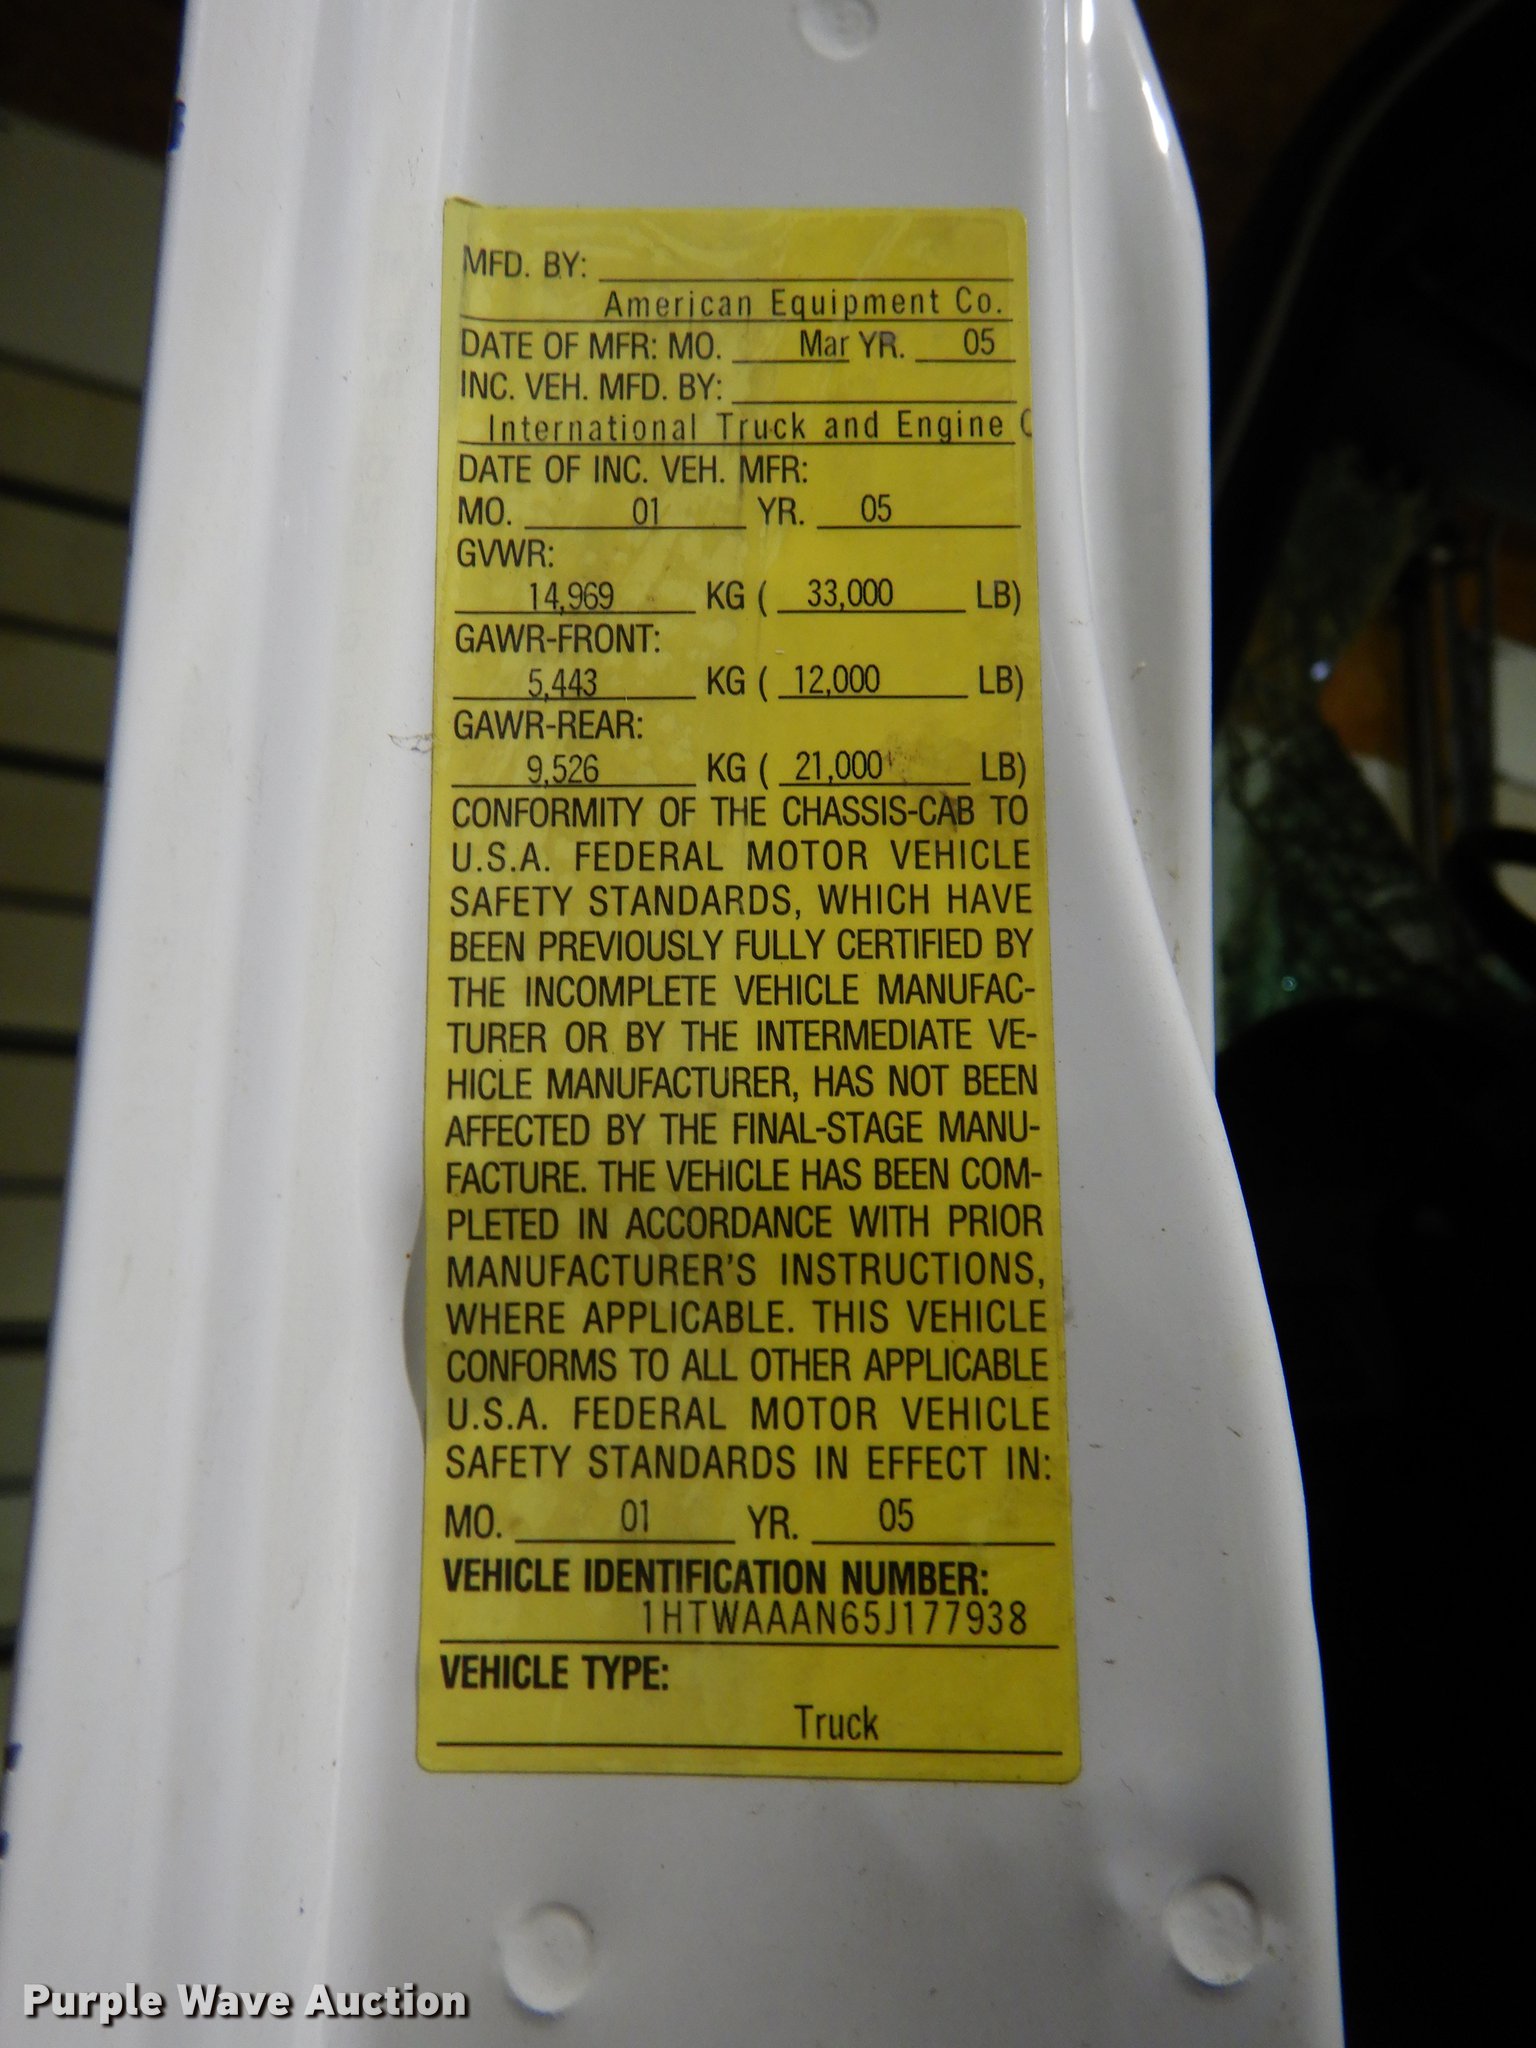 MFD. BY:
American Equipment Co.
DATE OF MFR: MO. Mar YR. 05
INC. VEH. MFD. BY:
International Truck and Engine C
DATE OF INC. VEH. MFR:
MO. 01 YR. 05
GVWR:
14,969 KG ( 33,000 LB)
GAWR-FRONT:
5,443 KG ( 12,000 LB)
GAWR-REAR:
9,526 KG ( 21,000 LB)
CONFORMITY OF THE CHASSIS-CAB TO
U.S.A. FEDERAL MOTOR VEHICLE
SAFETY STANDARDS, WHICH HAVE
BEEN PREVIOUSLY FULLY CERTIFIED BY
THE INCOMPLETE VEHICLE MANUFAC-
TURER OR BY THE INTERMEDIATE VE-
HICLE MANUFACTURER, HAS NOT BEEN
AFFECTED BY THE FINAL-STAGE MANU-
FACTURE. THE VEHICLE HAS BEEN COM-
PLETED IN ACCORDANCE WITH PRIOR
MANUFACTURER'S INSTRUCTIONS,
WHERE APPLICABLE. THIS VEHICLE
CONFORMS TO ALL OTHER APPLICABLE
U.S.A. FEDERAL MOTOR VEHICLE
SAFETY STANDARDS IN EFFECT IN:
MO. 01 YR. 05
VEHICLE IDENTIFICATION NUMBER:
1HTWAAAN65J177938
VEHICLE TYPE:
Truck
Purple Wave Auction